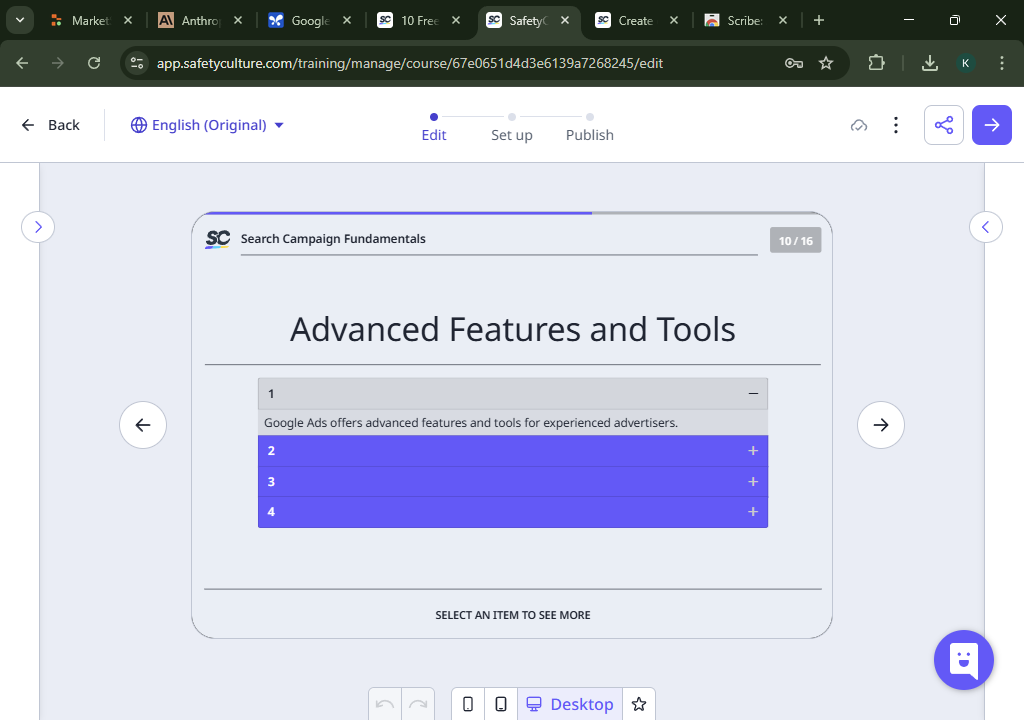 Market
Anthro
Google
10 Free
SafetyC
Create
Scribe:
app.safetyculture.com/training/manage/course/67e0651d4d3e6139a7268245/edit
K
Back
English (Original)
Edit
Set up
Publish
SC
Search Campaign Fundamentals
10 / 16
Advanced Features and Tools
1
Google Ads offers advanced features and tools for experienced advertisers.
2
3
4
SELECT AN ITEM TO SEE MORE
Desktop